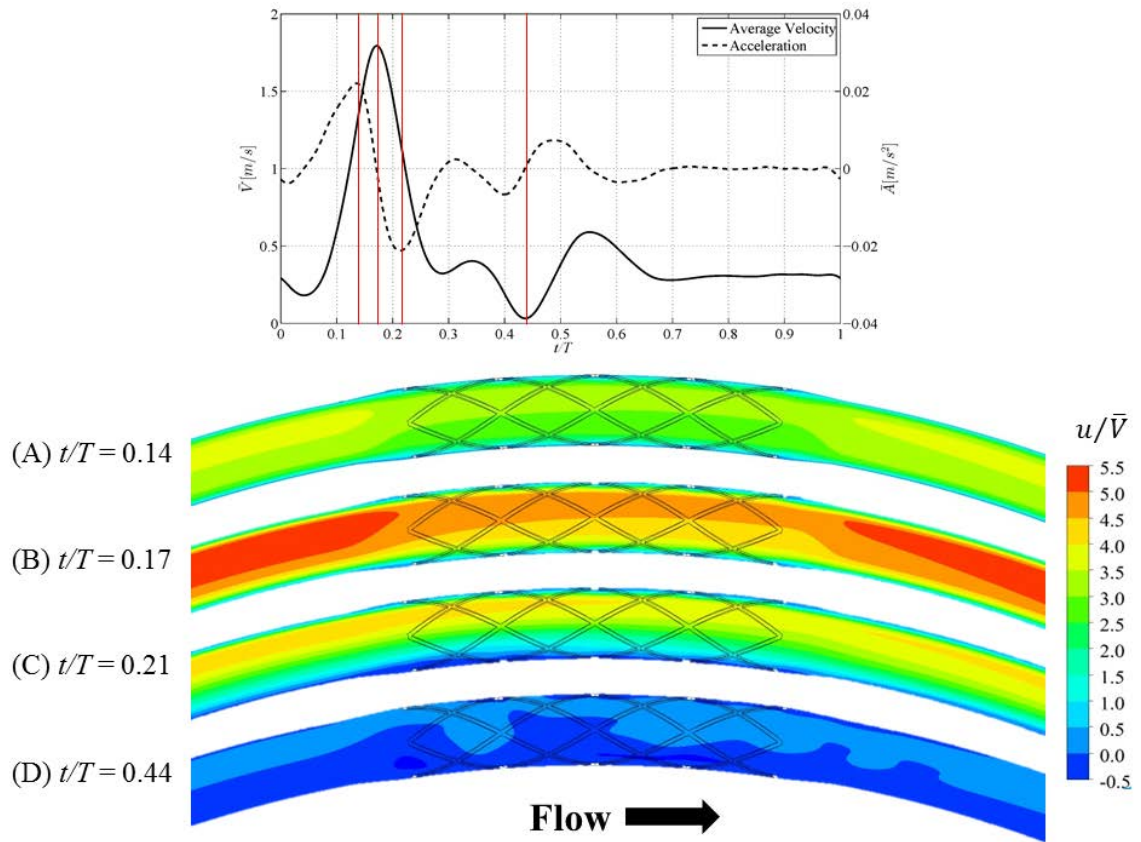 2
1.5
1
0.5
0
V̄[m/s]
0.04
0.02
0
−0.02
−0.04
Ā[m/s²]
Average Velocity
Acceleration
0 0.1 0.2 0.3 0.4 0.5 0.6 0.7 0.8 0.9 1
t/T
(A) t/T = 0.14
(B) t/T = 0.17
(C) t/T = 0.21
(D) t/T = 0.44
Flow
u/V̄
5.5
5.0
4.5
4.0
3.5
3.0
2.5
2.0
1.5
1.0
0.5
0.0
-0.5